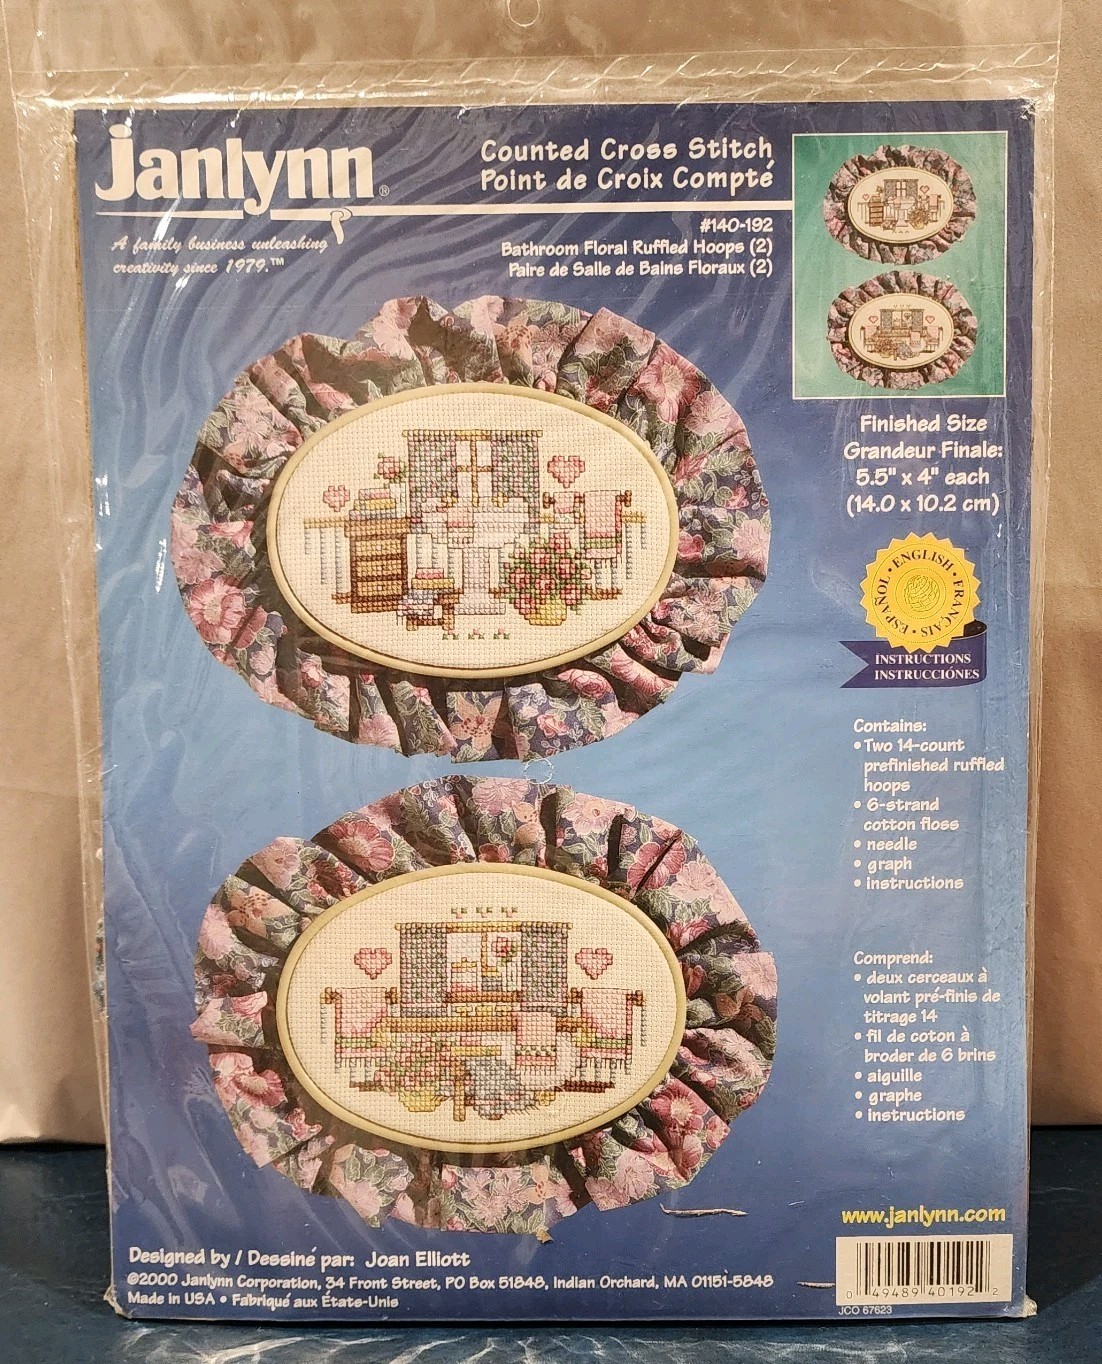 janlynn®
A family business unleashing
creativity since 1979.™
Counted Cross Stitch
Point de Croix Compté
#140-192
Bathroom Floral Ruffled Hoops (2)
Paire de Salle de Bains Floraux (2)
Finished Size
Grandeur Finale:
5.5" x 4" each
(14.0 x 10.2 cm)
ENGLISH • FRANÇAIS • ESPAÑOL •
INSTRUCTIONS
INSTRUCCIÓNES
Contains:
• Two 14-count
prefinished ruffled
hoops
• 6-strand
cotton floss
• needle
• graph
• instructions
Comprend:
• deux cerceaux à
volant pré-finis de
titrage 14
• fil de coton à
broder de 6 brins
• aiguille
• graphe
• instructions
www.janlynn.com
Designed by / Dessiné par: Joan Elliott
©2000 Janlynn Corporation, 34 Front Street, PO Box 51848, Indian Orchard, MA 01151-5848
Made in USA • Fabriqué aux États-Unis
0 49489 40192 2
JCO 67623